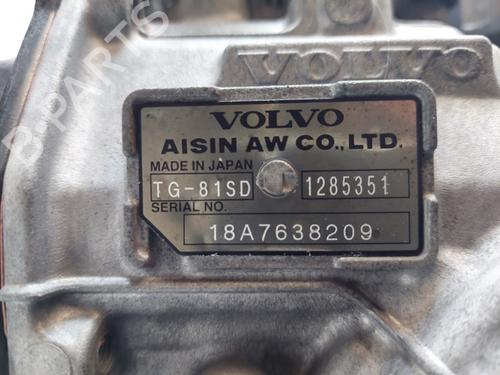 VOLVO
VOLVO
AISIN AW CO., LTD.
MADE IN JAPAN
TG-81SD 1285351
SERIAL NO.
18A7638209
B-PARTS